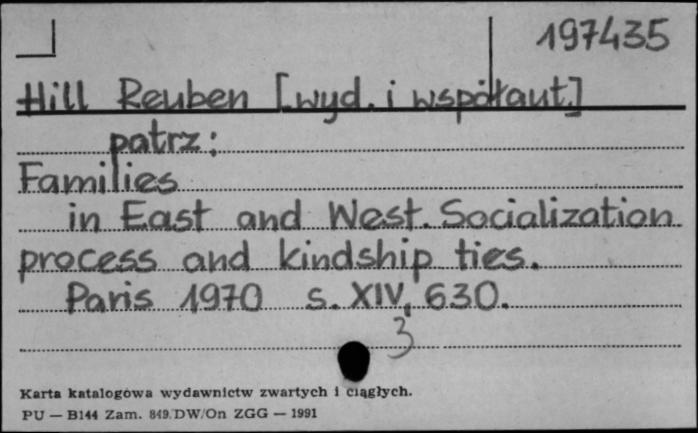 197435
Hill Reuben [wyd. i współaut.]
patrz:
Families
in East and West. Socialization
process and kindship ties.
Paris 1970 s. XIV, 630.
3
Karta katalogowa wydawnictw zwartych i ciągłych.
PU — B144 Zam. 849/DW/On ZGG — 1991